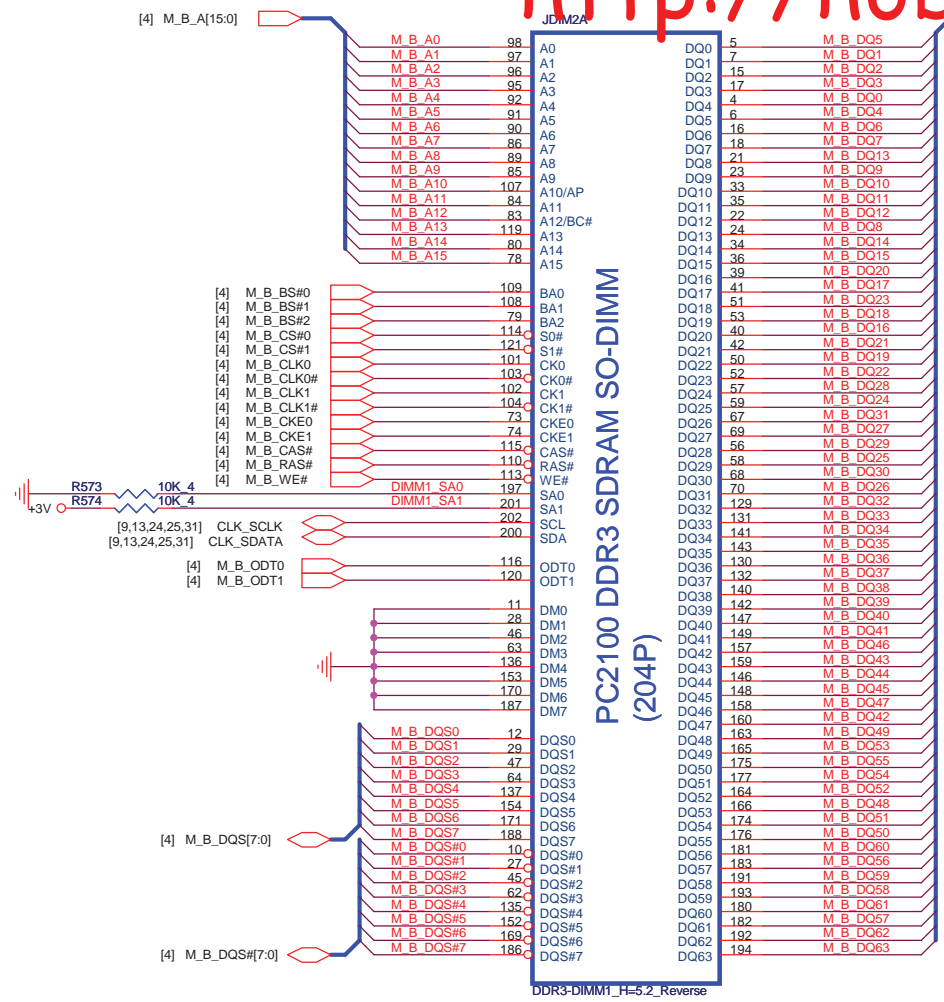 http://hob
[4] M_B_A[15:0]
JDIM2A
M_B_A0 98 A0
M_B_A1 97 A1
M_B_A2 96 A2
M_B_A3 95 A3
M_B_A4 92 A4
M_B_A5 91 A5
M_B_A6 90 A6
M_B_A7 86 A7
M_B_A8 89 A8
M_B_A9 85 A9
M_B_A10 107 A10/AP
M_B_A11 84 A11
M_B_A12 83 A12/BC#
M_B_A13 119 A13
M_B_A14 80 A14
M_B_A15 78 A15
[4] M_B_BS#0 109 BA0
[4] M_B_BS#1 108 BA1
[4] M_B_BS#2 79 BA2
[4] M_B_CS#0 114 S0#
[4] M_B_CS#1 121 S1#
[4] M_B_CLK0 101 CK0
[4] M_B_CLK0# 103 CK0#
[4] M_B_CLK1 102 CK1
[4] M_B_CLK1# 104 CK1#
[4] M_B_CKE0 73 CKE0
[4] M_B_CKE1 74 CKE1
[4] M_B_CAS# 115 CAS#
[4] M_B_RAS# 110 RAS#
[4] M_B_WE# 113 WE#
R573 10K_4 DIMM1_SA0 197 SA0
+3V R574 10K_4 DIMM1_SA1 201 SA1
[9,13,24,25,31] CLK_SCLK 202 SCL
[9,13,24,25,31] CLK_SDATA 200 SDA
[4] M_B_ODT0 116 ODT0
[4] M_B_ODT1 120 ODT1
11 DM0
28 DM1
46 DM2
63 DM3
136 DM4
153 DM5
170 DM6
187 DM7
M_B_DQS0 12 DQS0
M_B_DQS1 29 DQS1
M_B_DQS2 47 DQS2
M_B_DQS3 64 DQS3
M_B_DQS4 137 DQS4
M_B_DQS5 154 DQS5
M_B_DQS6 171 DQS6
M_B_DQS7 188 DQS7
[4] M_B_DQS[7:0]
M_B_DQS#0 10 DQS#0
M_B_DQS#1 27 DQS#1
M_B_DQS#2 45 DQS#2
M_B_DQS#3 62 DQS#3
M_B_DQS#4 135 DQS#4
M_B_DQS#5 152 DQS#5
M_B_DQS#6 169 DQS#6
M_B_DQS#7 186 DQS#7
[4] M_B_DQS#[7:0]
PC2100 DDR3 SDRAM SO-DIMM
(204P)
DQ0 5 M_B_DQ5
DQ1 7 M_B_DQ1
DQ2 15 M_B_DQ2
DQ3 17 M_B_DQ3
DQ4 4 M_B_DQ0
DQ5 6 M_B_DQ4
DQ6 16 M_B_DQ6
DQ7 18 M_B_DQ7
DQ8 21 M_B_DQ13
DQ9 23 M_B_DQ9
DQ10 33 M_B_DQ10
DQ11 35 M_B_DQ11
DQ12 22 M_B_DQ12
DQ13 24 M_B_DQ8
DQ14 34 M_B_DQ14
DQ15 36 M_B_DQ15
DQ16 39 M_B_DQ20
DQ17 41 M_B_DQ17
DQ18 51 M_B_DQ23
DQ19 53 M_B_DQ18
DQ20 40 M_B_DQ16
DQ21 42 M_B_DQ21
DQ22 50 M_B_DQ19
DQ23 52 M_B_DQ22
DQ24 57 M_B_DQ28
DQ25 59 M_B_DQ24
DQ26 67 M_B_DQ31
DQ27 69 M_B_DQ27
DQ28 56 M_B_DQ29
DQ29 58 M_B_DQ25
DQ30 68 M_B_DQ30
DQ31 70 M_B_DQ26
DQ32 129 M_B_DQ32
DQ33 131 M_B_DQ33
DQ34 141 M_B_DQ34
DQ35 143 M_B_DQ35
DQ36 130 M_B_DQ36
DQ37 132 M_B_DQ37
DQ38 140 M_B_DQ38
DQ39 142 M_B_DQ39
DQ40 147 M_B_DQ40
DQ41 149 M_B_DQ41
DQ42 157 M_B_DQ46
DQ43 159 M_B_DQ43
DQ44 146 M_B_DQ44
DQ45 148 M_B_DQ45
DQ46 158 M_B_DQ47
DQ47 160 M_B_DQ42
DQ48 163 M_B_DQ49
DQ49 165 M_B_DQ53
DQ50 175 M_B_DQ55
DQ51 177 M_B_DQ54
DQ52 164 M_B_DQ52
DQ53 166 M_B_DQ48
DQ54 174 M_B_DQ51
DQ55 176 M_B_DQ50
DQ56 181 M_B_DQ60
DQ57 183 M_B_DQ56
DQ58 191 M_B_DQ59
DQ59 193 M_B_DQ58
DQ60 180 M_B_DQ61
DQ61 182 M_B_DQ57
DQ62 192 M_B_DQ62
DQ63 194 M_B_DQ63
DDR3-DIMM1_H=5.2_Reverse